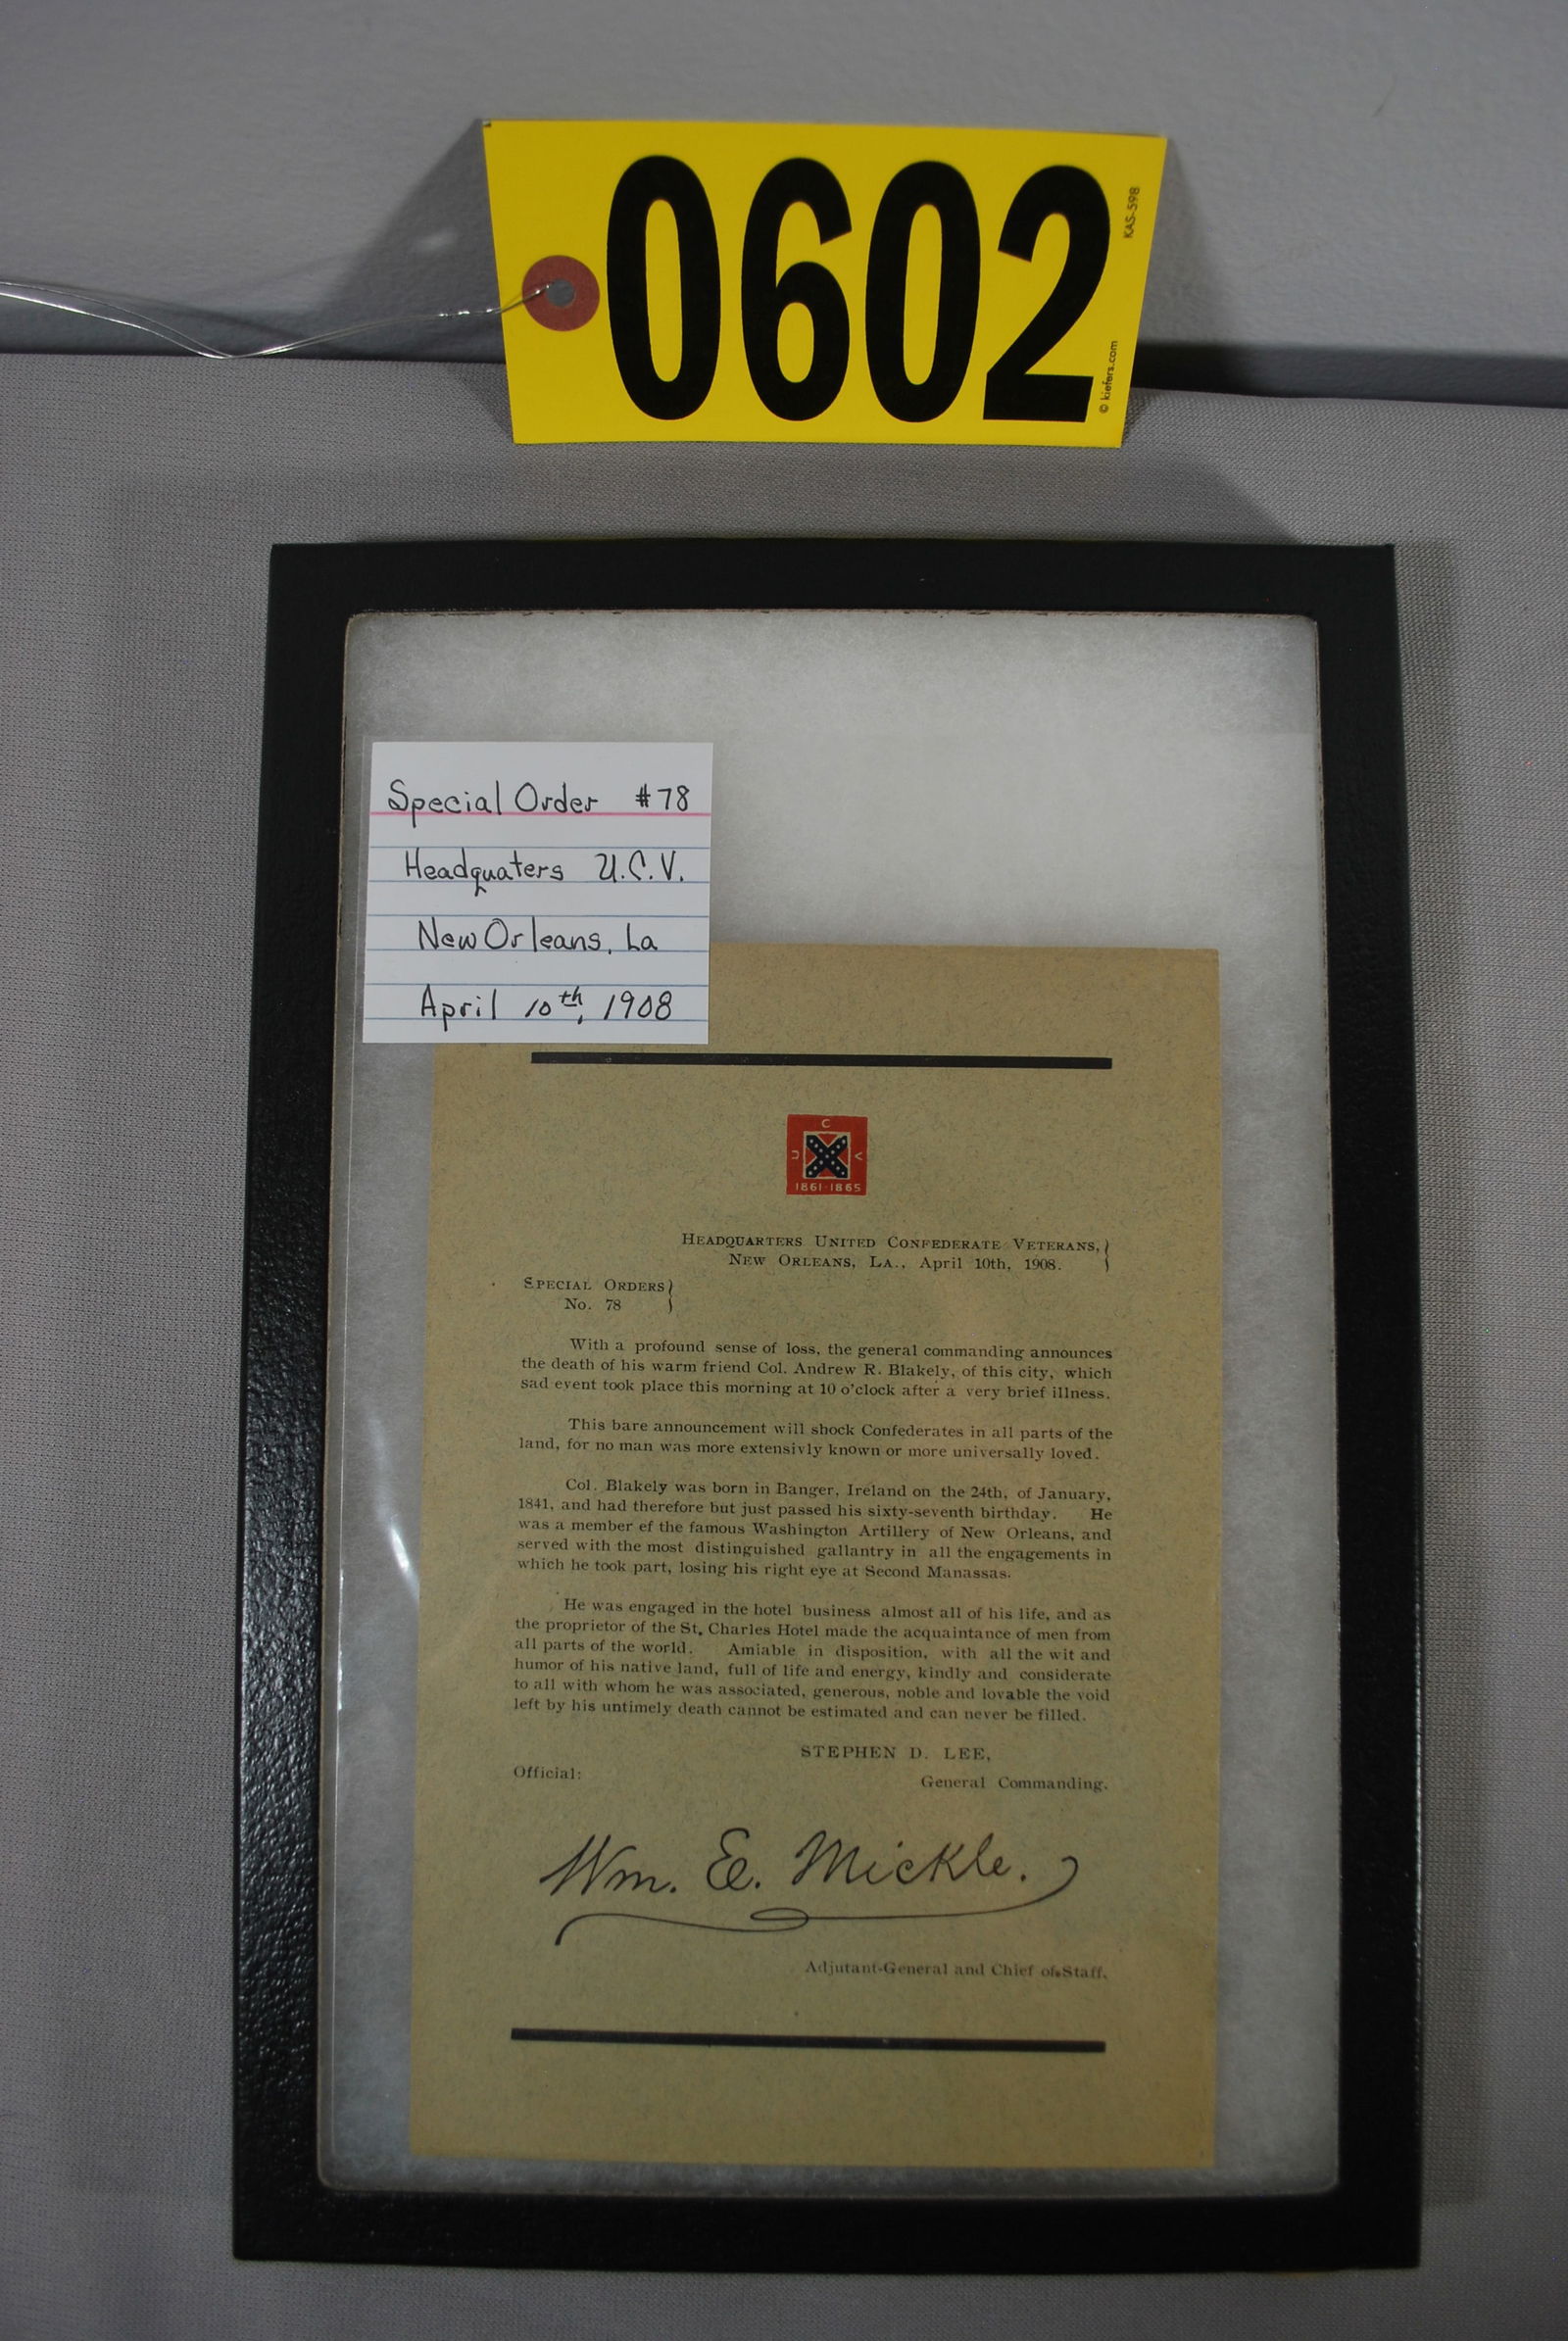 0602
KAS-598
© kiefers.com
Special Order #78
Headquaters U.C.V.
New Orleans, La
April 10th, 1908
C
U V
1861-1865
HEADQUARTERS UNITED CONFEDERATE VETERANS,
NEW ORLEANS, LA., April 10th, 1908.
SPECIAL ORDERS
No. 78
With a profound sense of loss, the general commanding announces
the death of his warm friend Col. Andrew R. Blakely, of this city, which
sad event took place this morning at 10 o'clock after a very brief illness.
This bare announcement will shock Confederates in all parts of the
land, for no man was more extensivly known or more universally loved.
Col. Blakely was born in Banger, Ireland on the 24th, of January,
1841, and had therefore but just passed his sixty-seventh birthday. He
was a member ef the famous Washington Artillery of New Orleans, and
served with the most distinguished gallantry in all the engagements in
which he took part, losing his right eye at Second Manassas.
He was engaged in the hotel business almost all of his life, and as
the proprietor of the St. Charles Hotel made the acquaintance of men from
all parts of the world. Amiable in disposition, with all the wit and
humor of his native land, full of life and energy, kindly and considerate
to all with whom he was associated, generous, noble and lovable the void
left by his untimely death cannot be estimated and can never be filled.
STEPHEN D. LEE,
Official:
General Commanding.
Wm. E. Mickle.
Adjutant-General and Chief of Staff.